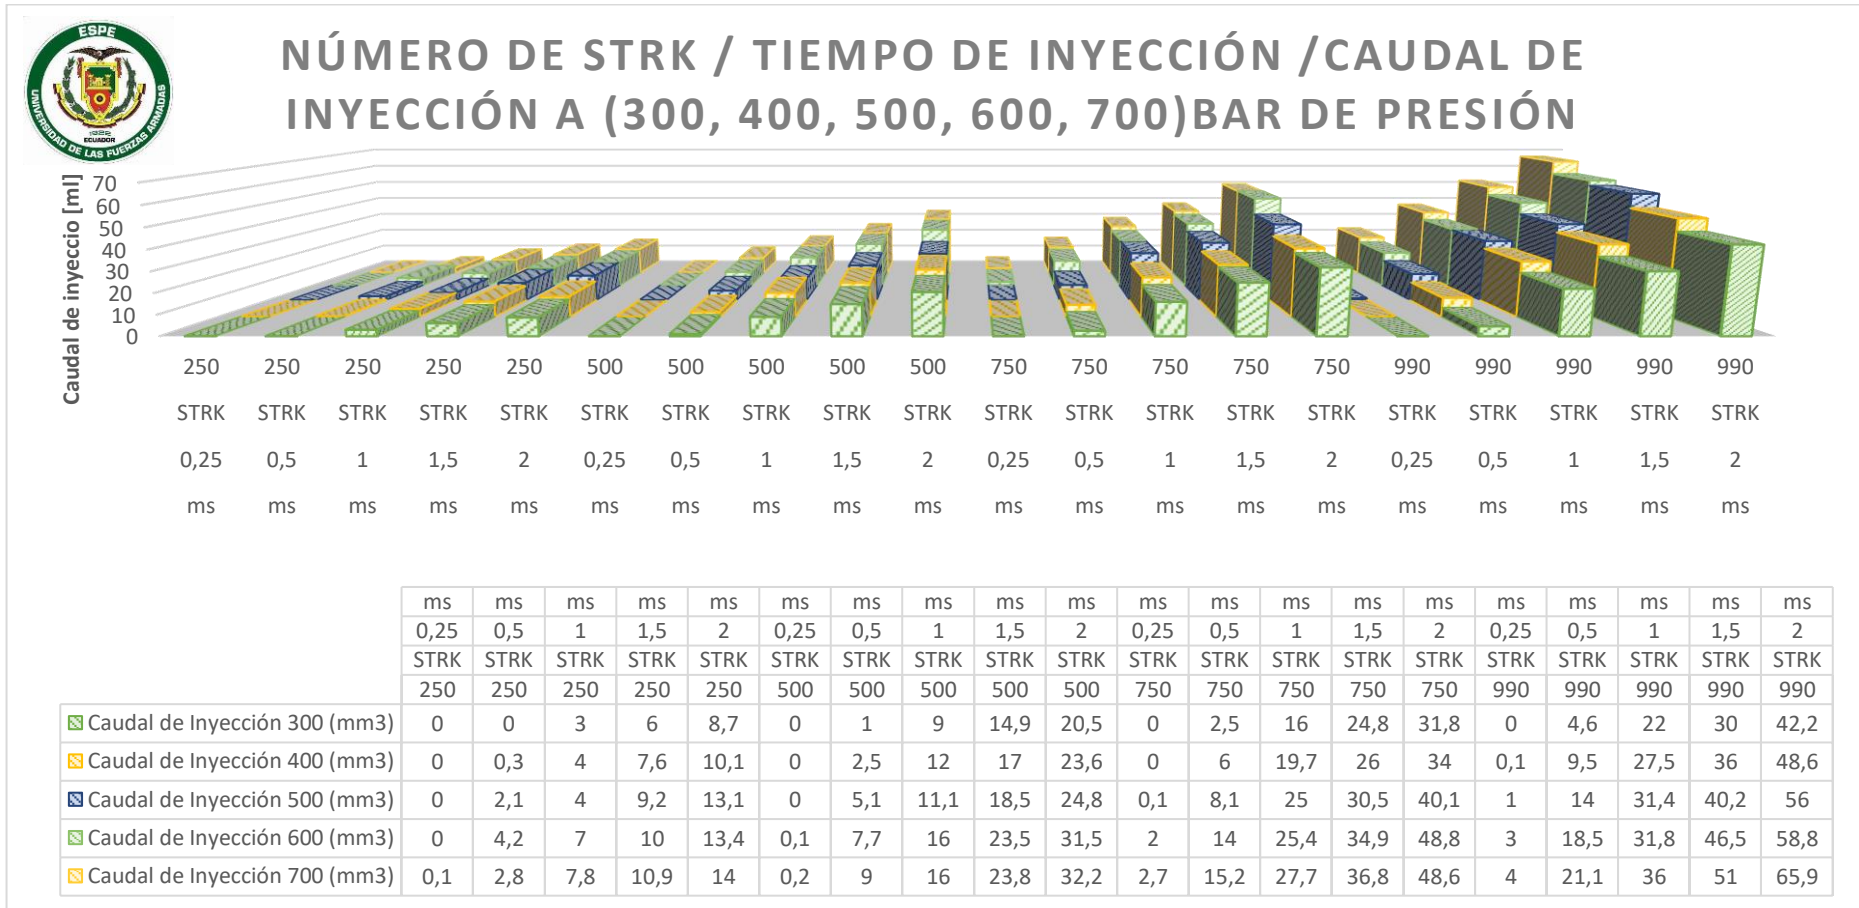 ESPE
UNIVERSIDAD DE LAS FUERZAS ARMADAS
1922
ECUADOR
NÚMERO DE STRK / TIEMPO DE INYECCIÓN /CAUDAL DE
INYECCIÓN A (300, 400, 500, 600, 700)BAR DE PRESIÓN
Caudal de inyeccio [ml]
70
60
50
40
30
20
10
0
250 250 250 250 250 500 500 500 500 500 750 750 750 750 750 990 990 990 990 990
STRK STRK STRK STRK STRK STRK STRK STRK STRK STRK STRK STRK STRK STRK STRK STRK STRK STRK STRK STRK
0,25 0,5 1 1,5 2 0,25 0,5 1 1,5 2 0,25 0,5 1 1,5 2 0,25 0,5 1 1,5 2
ms ms ms ms ms ms ms ms ms ms ms ms ms ms ms ms ms ms ms ms
ms ms ms ms ms ms ms ms ms ms ms ms ms ms ms ms ms ms ms ms
0,25 0,5 1 1,5 2 0,25 0,5 1 1,5 2 0,25 0,5 1 1,5 2 0,25 0,5 1 1,5 2
STRK STRK STRK STRK STRK STRK STRK STRK STRK STRK STRK STRK STRK STRK STRK STRK STRK STRK STRK STRK
250 250 250 250 250 500 500 500 500 500 750 750 750 750 750 990 990 990 990 990
Caudal de Inyección 300 (mm3) 0 0 3 6 8,7 0 1 9 14,9 20,5 0 2,5 16 24,8 31,8 0 4,6 22 30 42,2
Caudal de Inyección 400 (mm3) 0 0,3 4 7,6 10,1 0 2,5 12 17 23,6 0 6 19,7 26 34 0,1 9,5 27,5 36 48,6
Caudal de Inyección 500 (mm3) 0 2,1 4 9,2 13,1 0 5,1 11,1 18,5 24,8 0,1 8,1 25 30,5 40,1 1 14 31,4 40,2 56
Caudal de Inyección 600 (mm3) 0 4,2 7 10 13,4 0,1 7,7 16 23,5 31,5 2 14 25,4 34,9 48,8 3 18,5 31,8 46,5 58,8
Caudal de Inyección 700 (mm3) 0,1 2,8 7,8 10,9 14 0,2 9 16 23,8 32,2 2,7 15,2 27,7 36,8 48,6 4 21,1 36 51 65,9